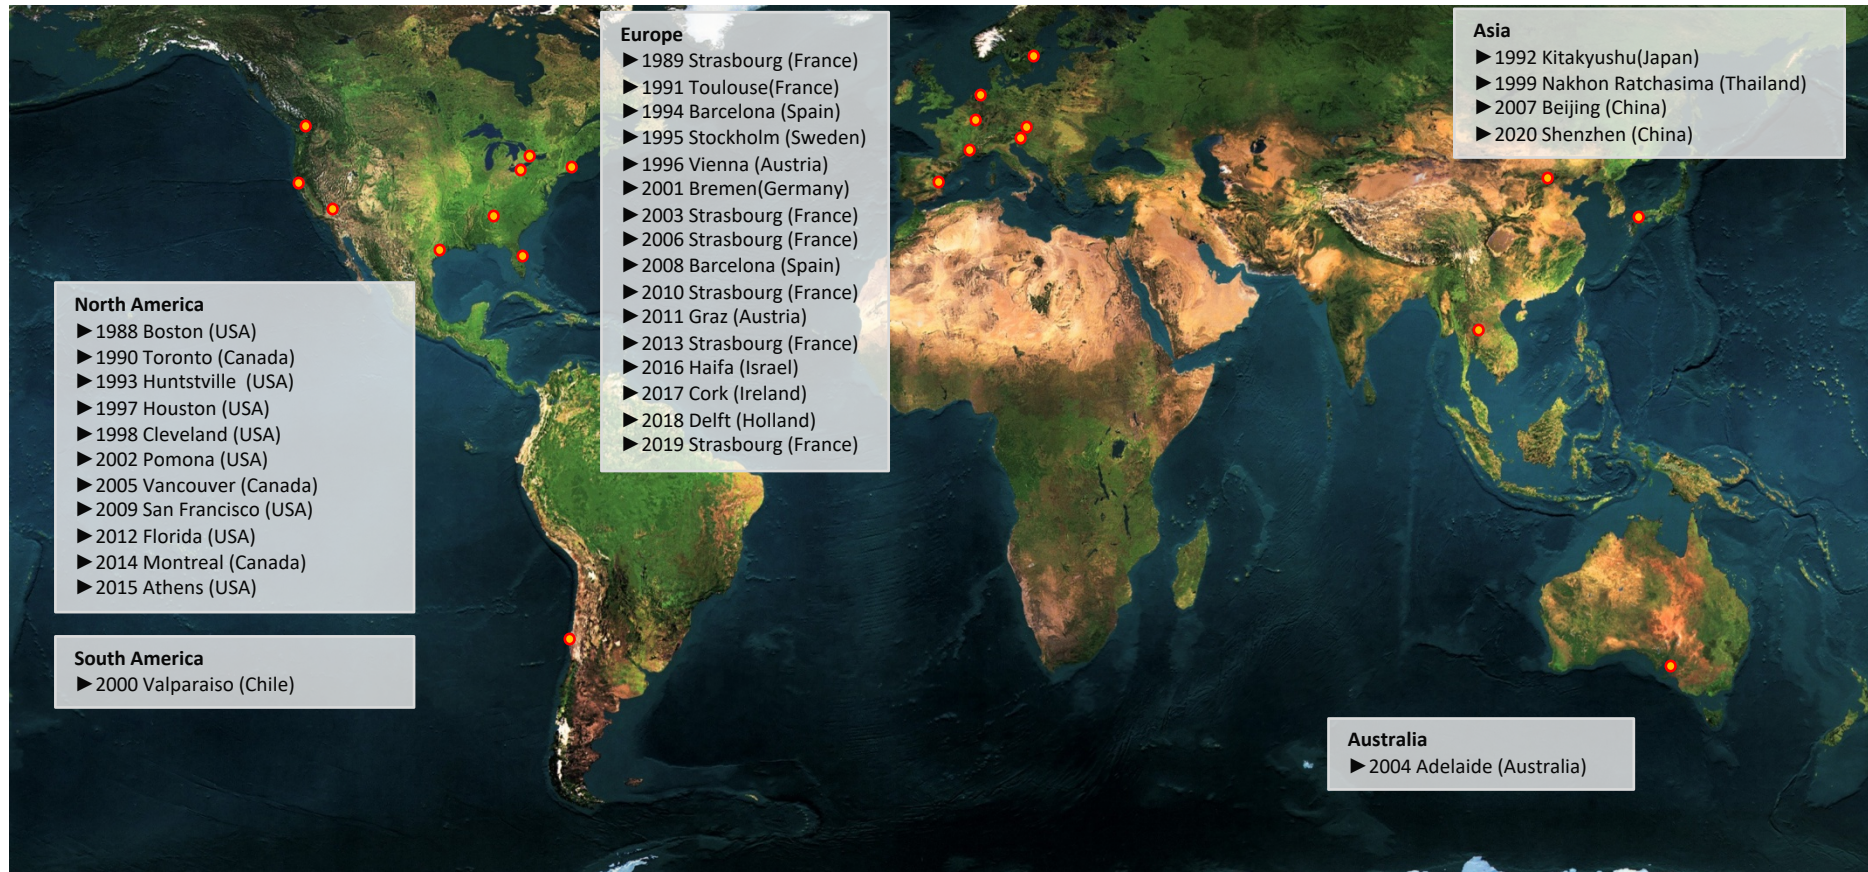 North America
►1988 Boston (USA)
►1990 Toronto (Canada)
►1993 Huntstville  (USA)
►1997 Houston (USA)
►1998 Cleveland (USA)
►2002 Pomona (USA)
►2005 Vancouver (Canada)
►2009 San Francisco (USA)
►2012 Florida (USA)
►2014 Montreal (Canada)
►2015 Athens (USA)
South America
►2000 Valparaiso (Chile)
Europe
►1989 Strasbourg (France)
►1991 Toulouse(France)
►1994 Barcelona (Spain)
►1995 Stockholm (Sweden)
►1996 Vienna (Austria)
►2001 Bremen(Germany)
►2003 Strasbourg (France)
►2006 Strasbourg (France)
►2008 Barcelona (Spain)
►2010 Strasbourg (France)
►2011 Graz (Austria)
►2013 Strasbourg (France)
►2016 Haifa (Israel)
►2017 Cork (Ireland)
►2018 Delft (Holland)
►2019 Strasbourg (France)
Asia
►1992 Kitakyushu(Japan)
►1999 Nakhon Ratchasima (Thailand)
►2007 Beijing (China)
►2020 Shenzhen (China)
Australia
►2004 Adelaide (Australia)